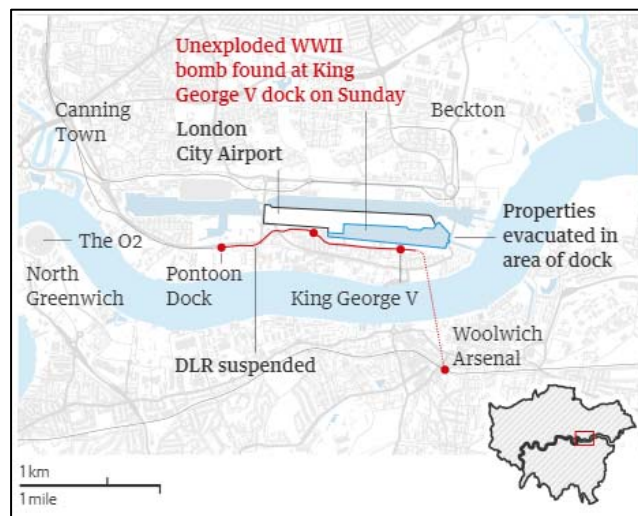 Unexploded WWII
bomb found at King
George V dock on Sunday
Canning
Town
Beckton
London
City Airport
Properties
evacuated in
area of dock
The O2
North
Greenwich
Pontoon
Dock
King George V
DLR suspended
Woolwich
Arsenal
1km
1mile